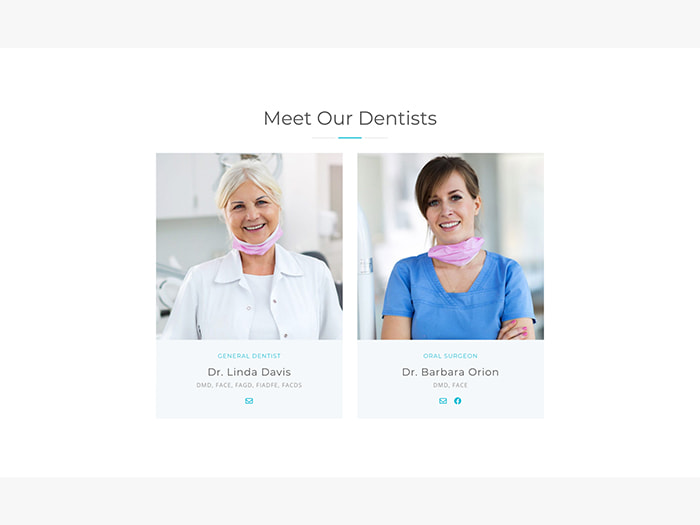 Meet Our Dentists
GENERAL DENTIST
Dr. Linda Davis
DMD, FACE, FAGD, FIADFE, FACDS
ORAL SURGEON
Dr. Barbara Orion
DMD, FACE